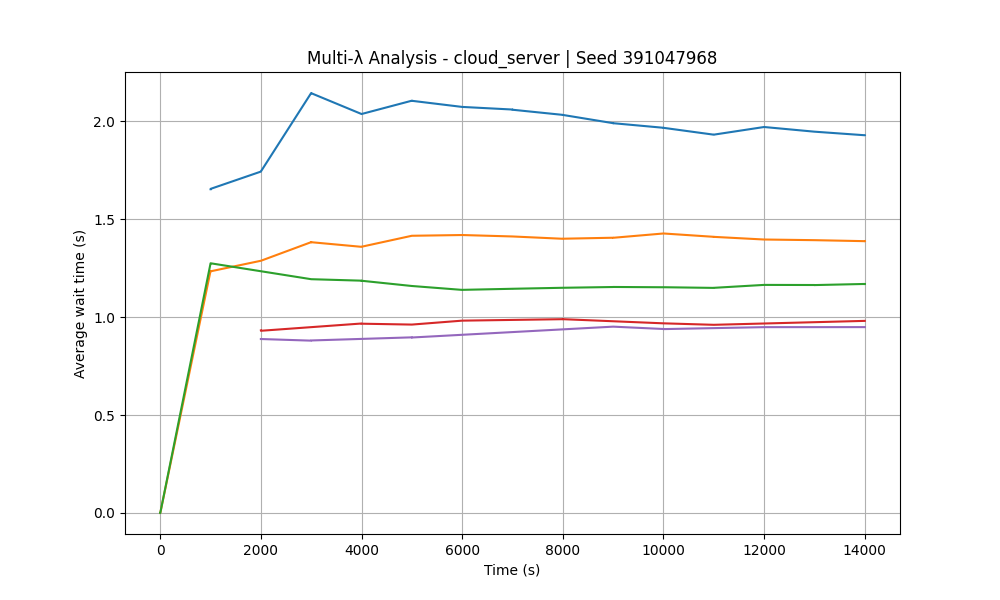 Multi-λ Analysis - cloud_server | Seed 391047968
Average wait time (s)
2.0
1.5
1.0
0.5
0.0
0 2000 4000 6000 8000 10000 12000 14000
Time (s)